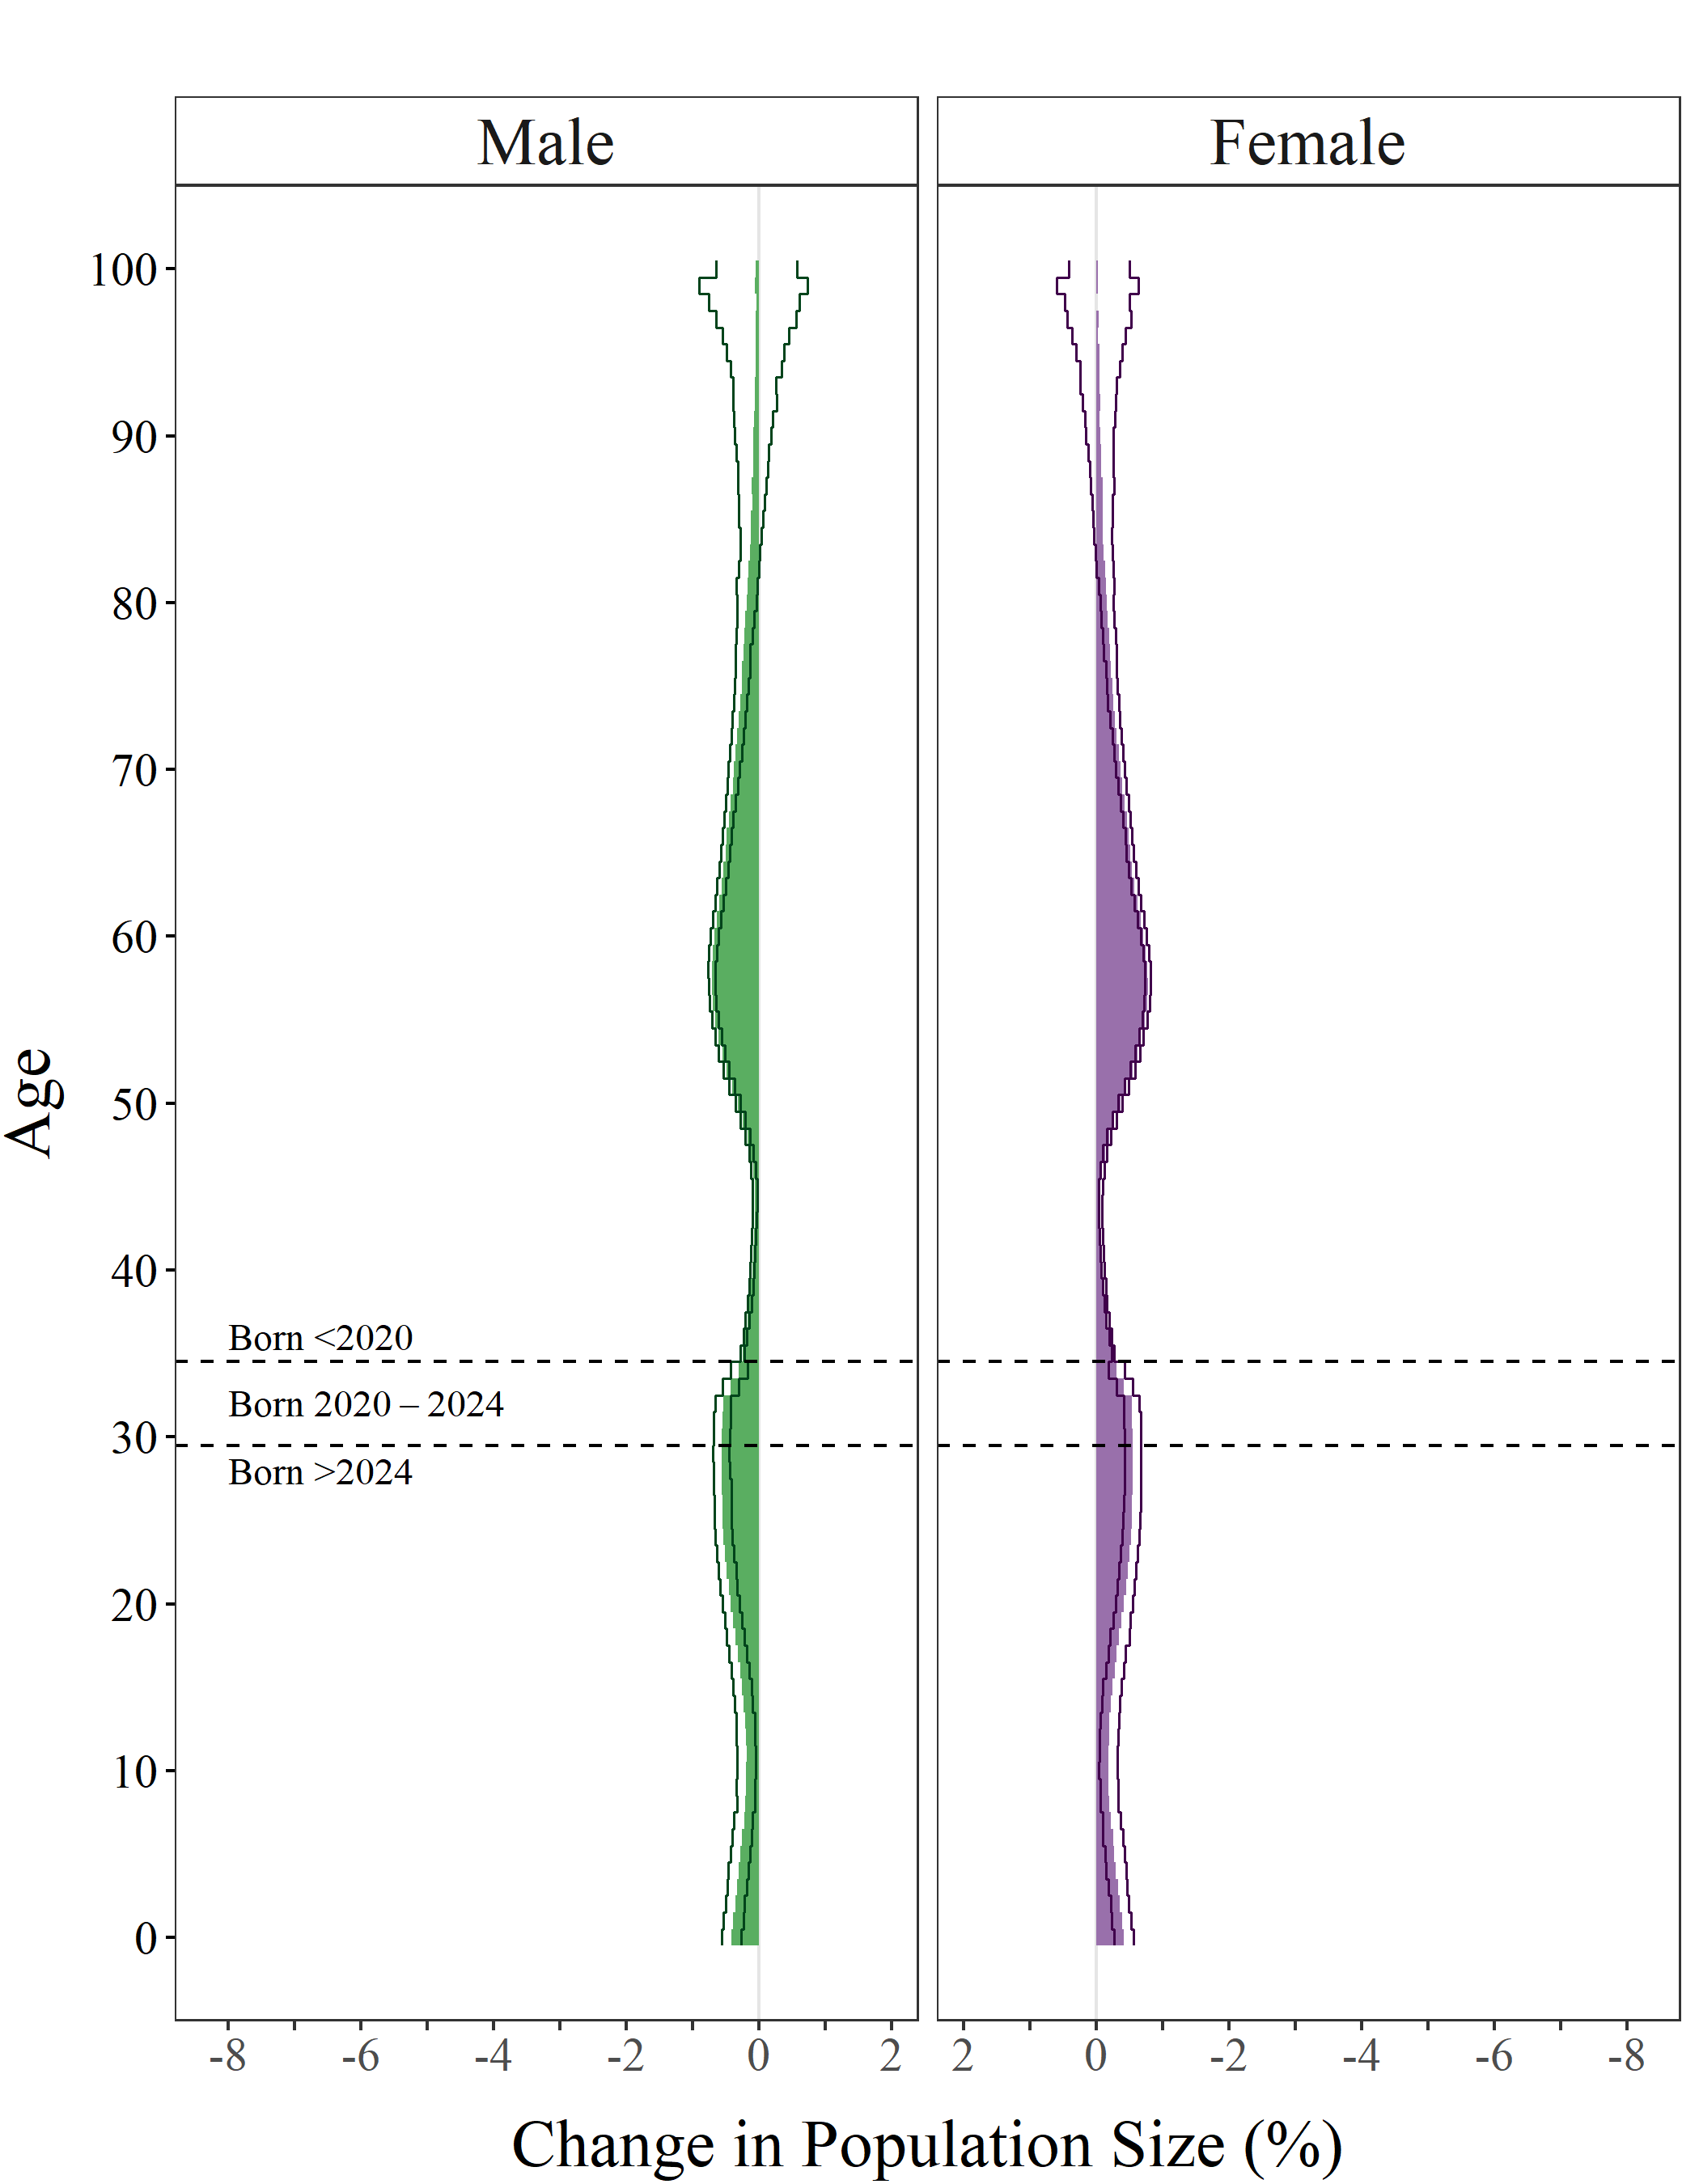 Male
Female
100
90
80
70
60
50
40
30
20
10
0
Age
Born <2020
Born 2020 – 2024
Born >2024
-8 -6 -4 -2 0 2
2 0 -2 -4 -6 -8
Change in Population Size (%)